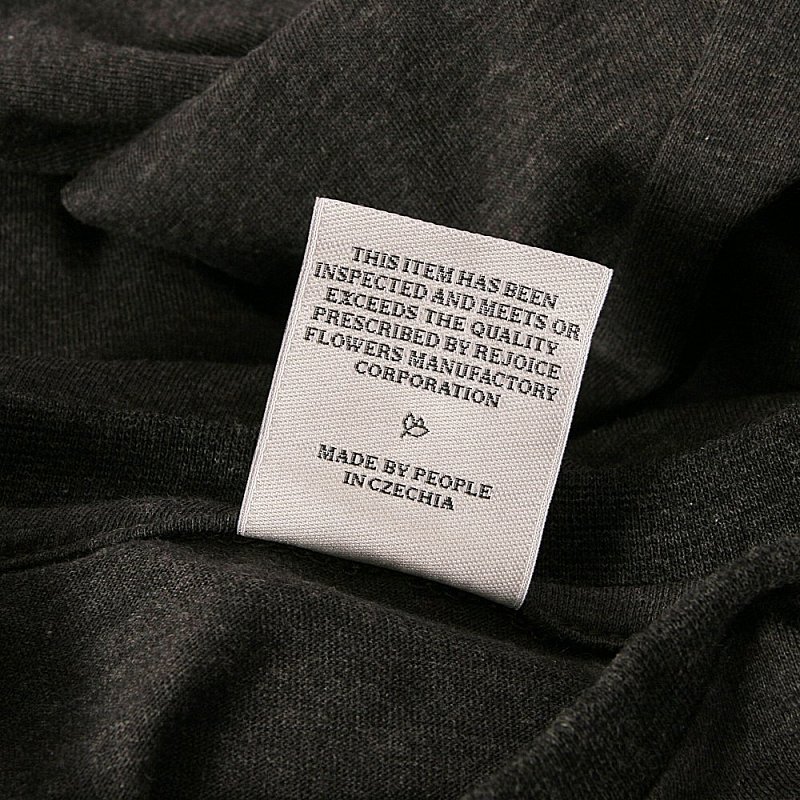 THIS ITEM HAS BEEN
INSPECTED AND MEETS OR
EXCEEDS THE QUALITY
PRESCRIBED BY REJOICE
FLOWERS MANUFACTORY
CORPORATION
MADE BY PEOPLE
IN CZECHIA